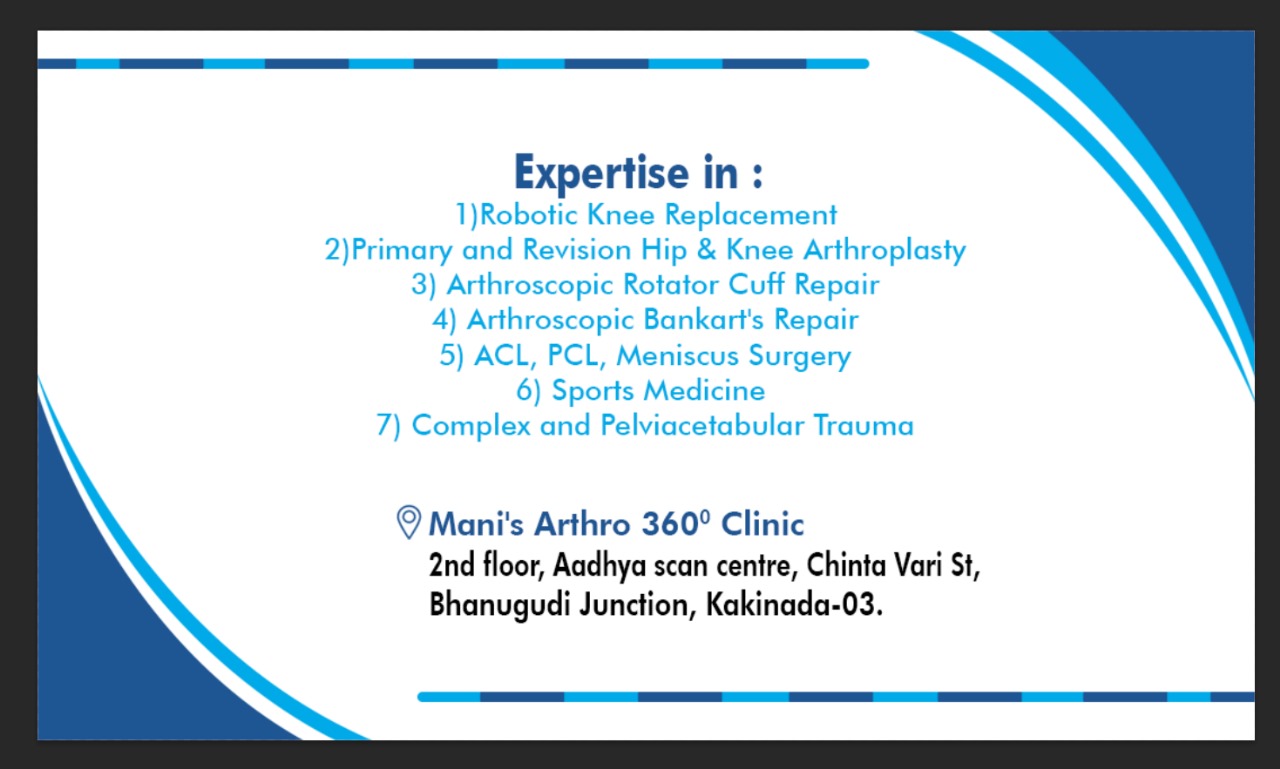 Expertise in :
1)Robotic Knee Replacement
2)Primary and Revision Hip & Knee Arthroplasty
3) Arthroscopic Rotator Cuff Repair
4) Arthroscopic Bankart's Repair
5) ACL, PCL, Meniscus Surgery
6) Sports Medicine
7) Complex and Pelviacetabular Trauma
Mani's Arthro 360⁰ Clinic
2nd floor, Aadhya scan centre, Chinta Vari St,
Bhanugudi Junction, Kakinada-03.